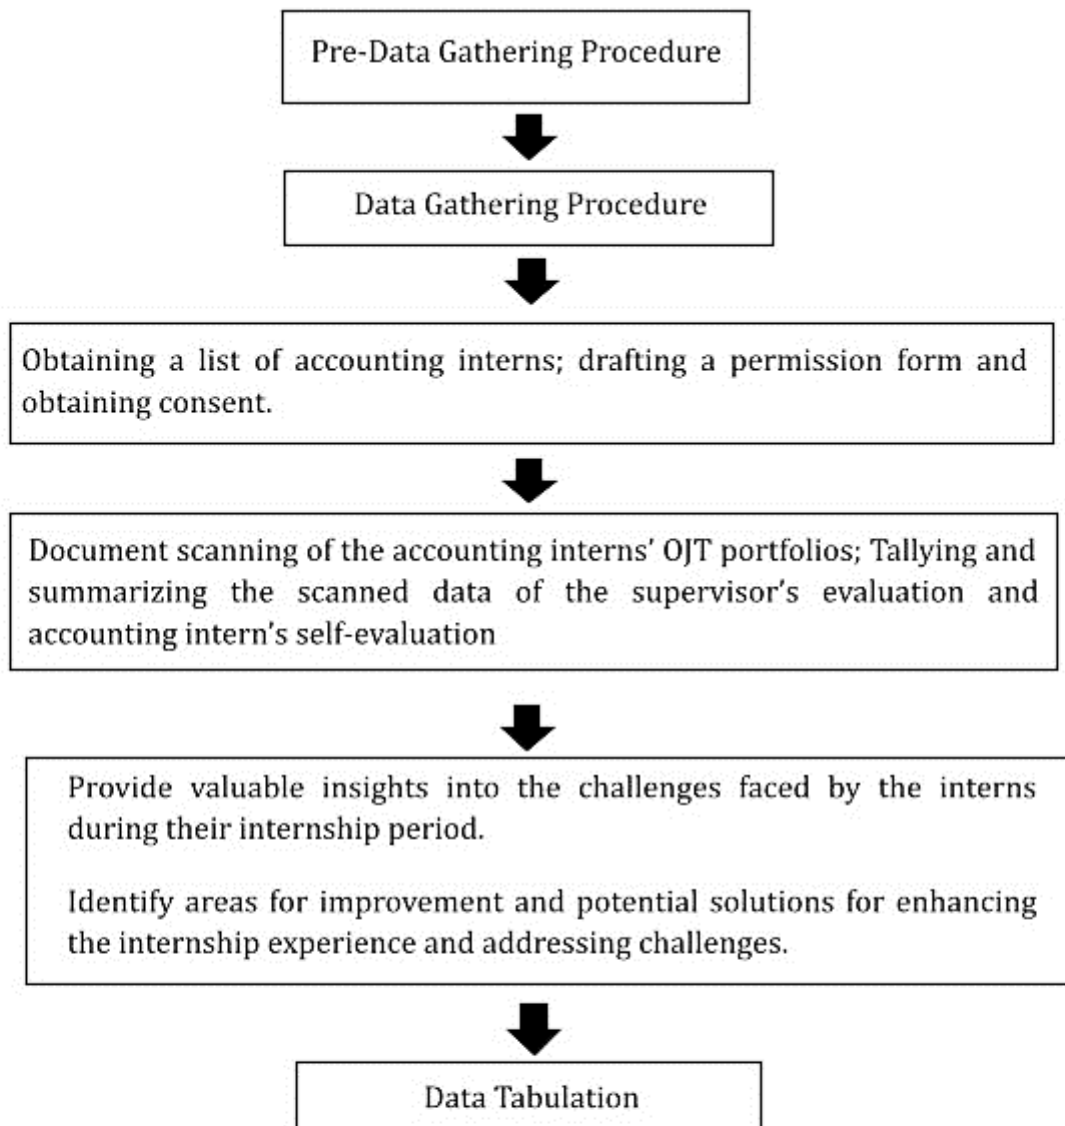 Pre-Data Gathering Procedure
Data Gathering Procedure
Obtaining a list of accounting interns; drafting a permission form and
obtaining consent.
Document scanning of the accounting interns’ OJT portfolios; Tallying and
summarizing the scanned data of the supervisor’s evaluation and
accounting intern’s self-evaluation
Provide valuable insights into the challenges faced by the interns
during their internship period.
Identify areas for improvement and potential solutions for enhancing
the internship experience and addressing challenges.
Data Tabulation